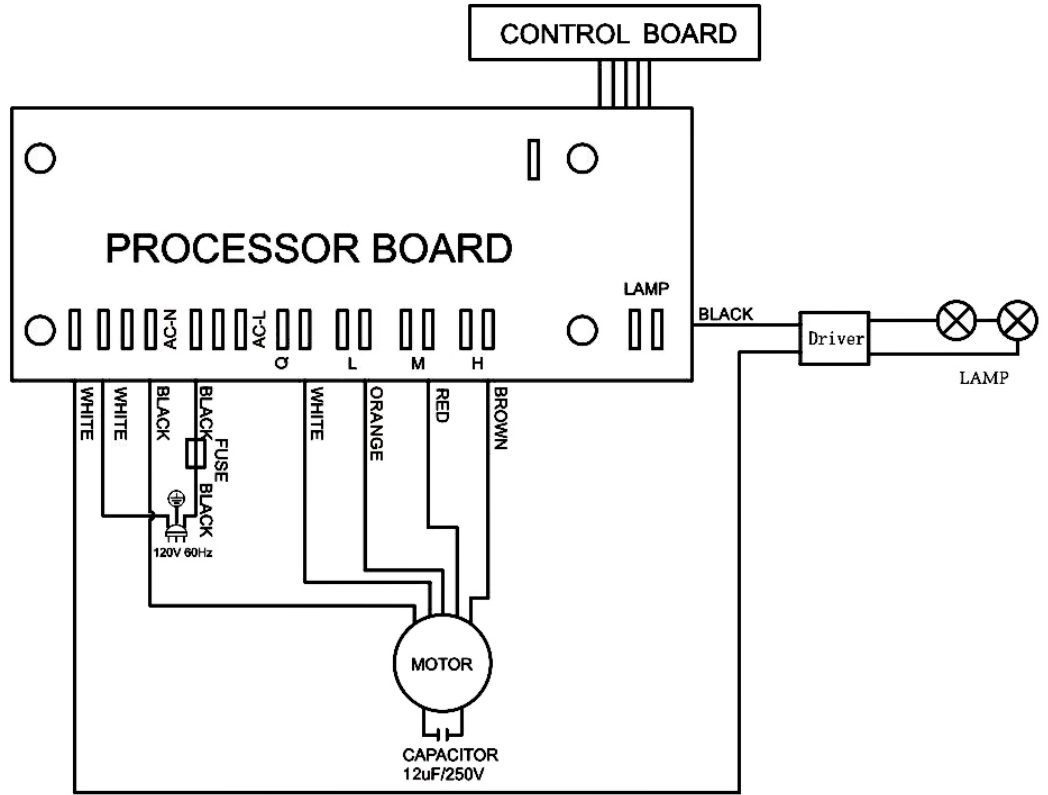 CONTROL BOARD
PROCESSOR BOARD
LAMP
AC-N
AC-L
Q
L
M
H
BLACK
Driver
LAMP
WHITE
WHITE
BLACK
BLACK
FUSE
BLACK
WHITE
ORANGE
RED
BROWN
120V 60Hz
MOTOR
CAPACITOR
12uF/250V